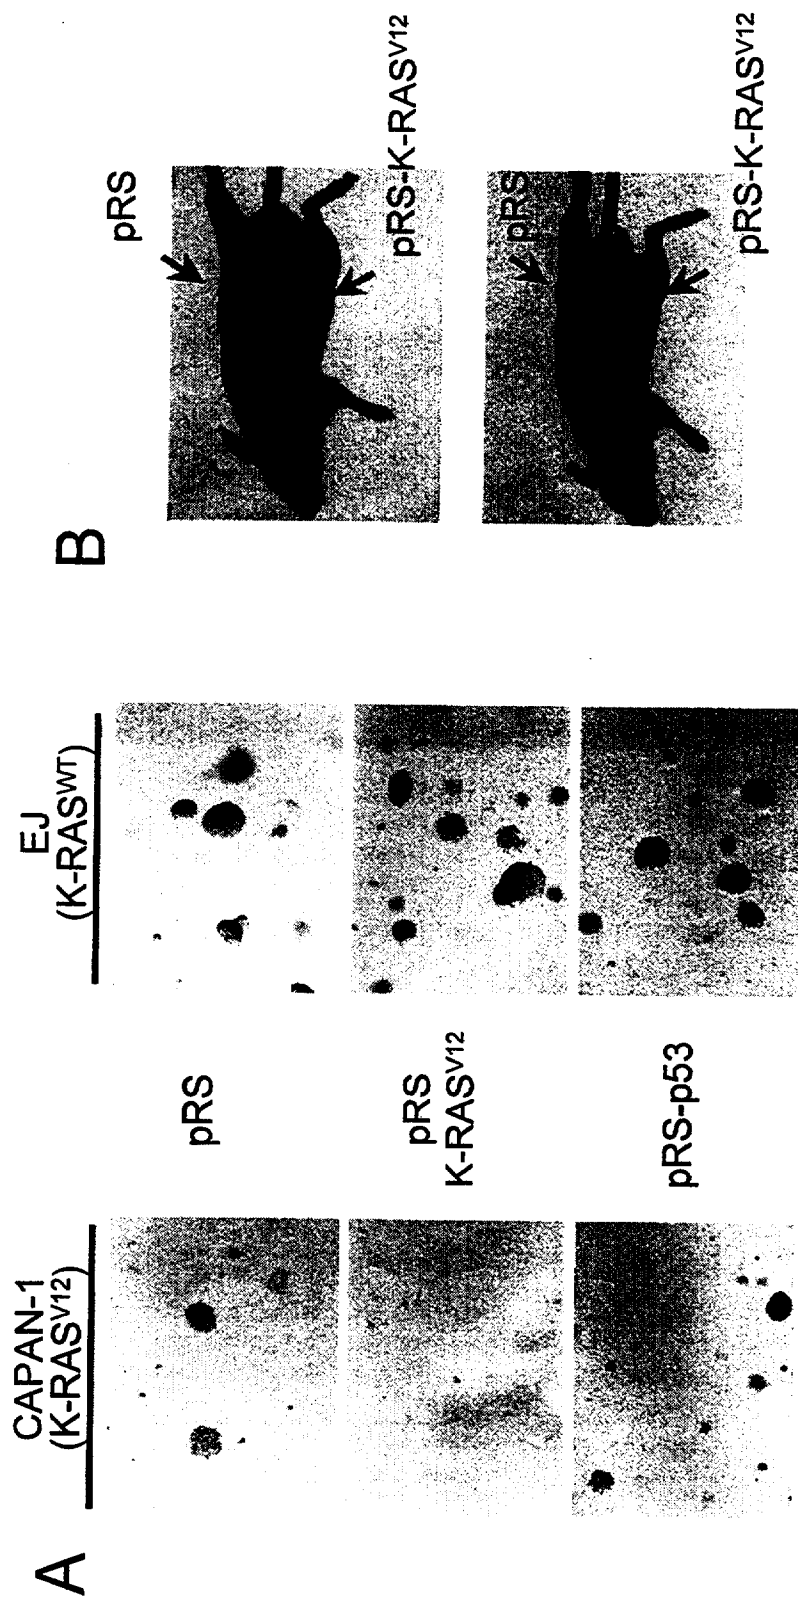 A
CAPAN-1
(K-RASV12)
EJ
(K-RASWT)
pRS
pRS
K-RASV12
pRS-p53
B
pRS
pRS-K-RASV12
pRS
pRS-K-RASV12